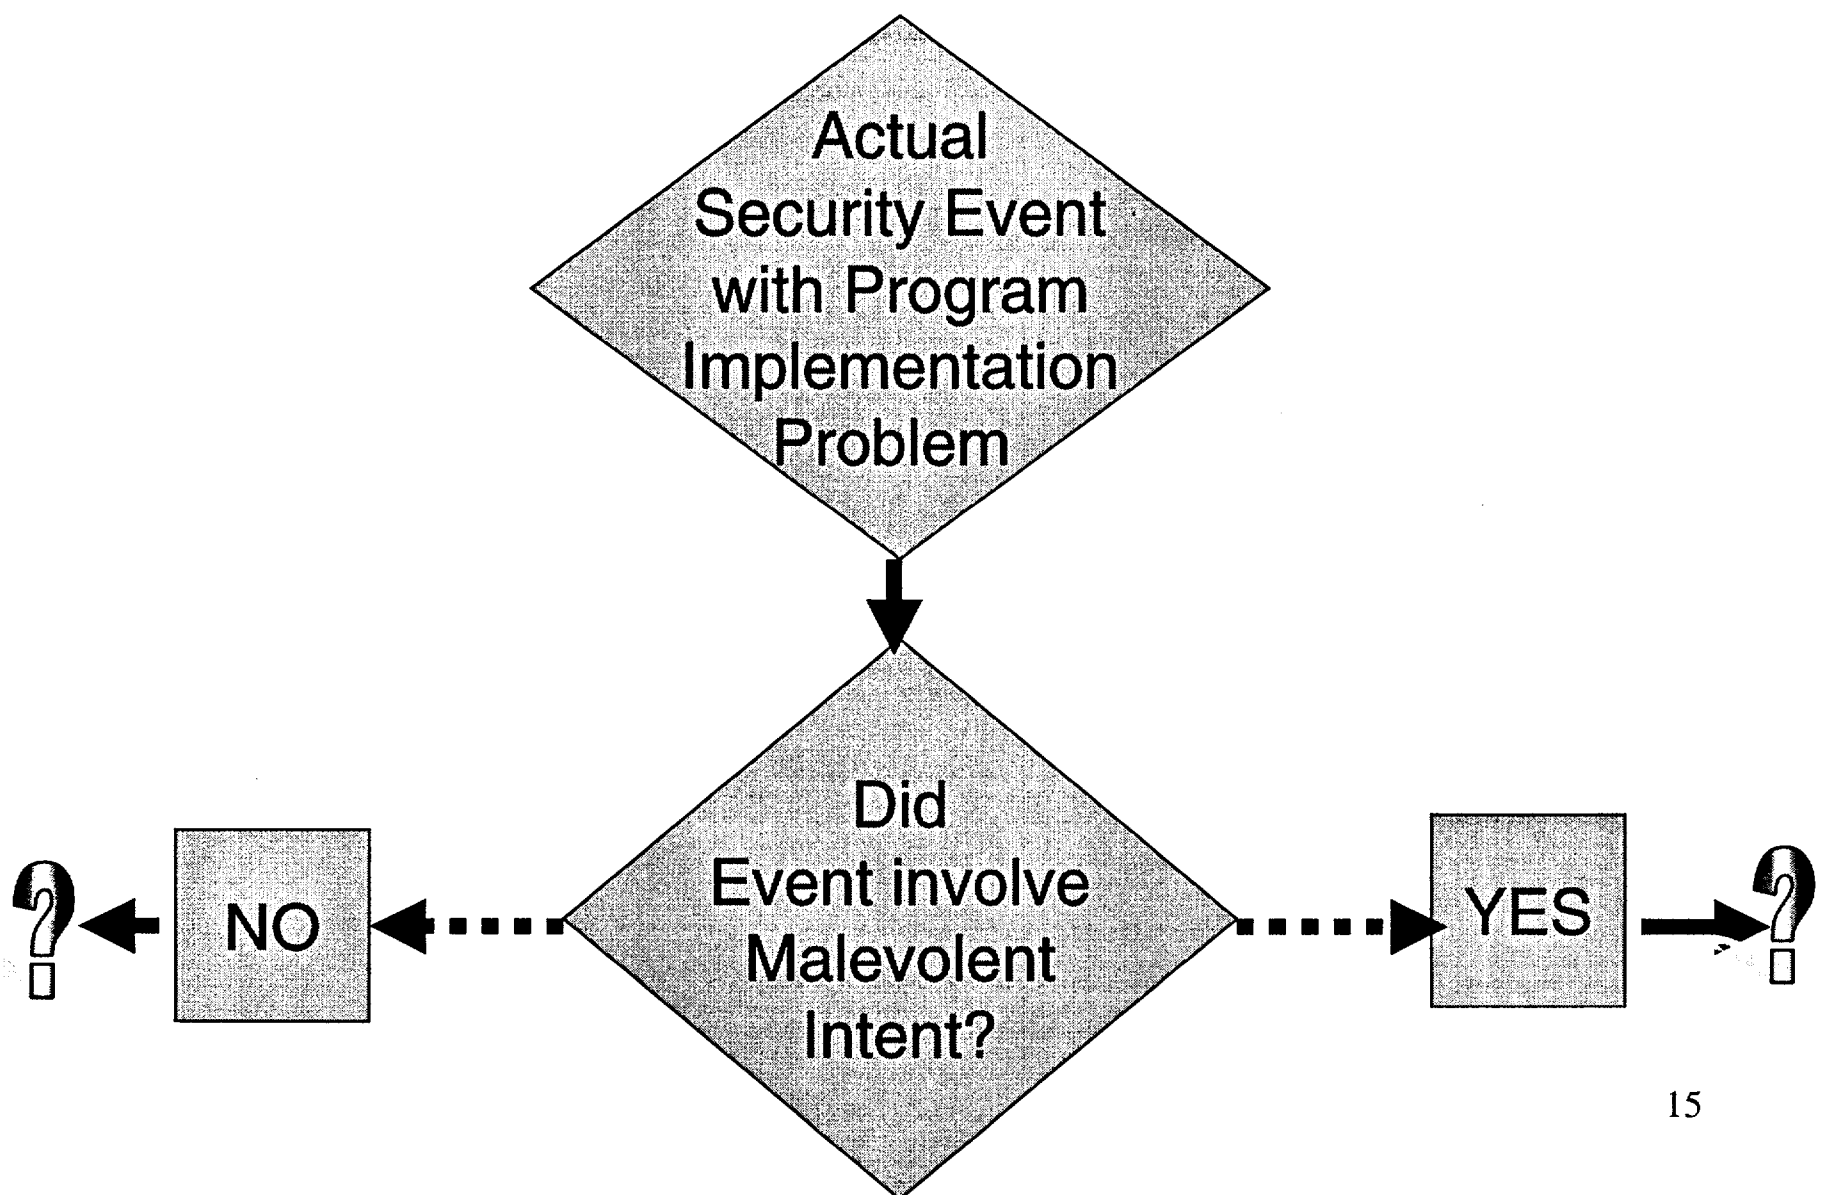 Actual
Security Event
with Program
Implementation
Problem
Did
Event involve
Malevolent
Intent?
?
NO
YES
?
15